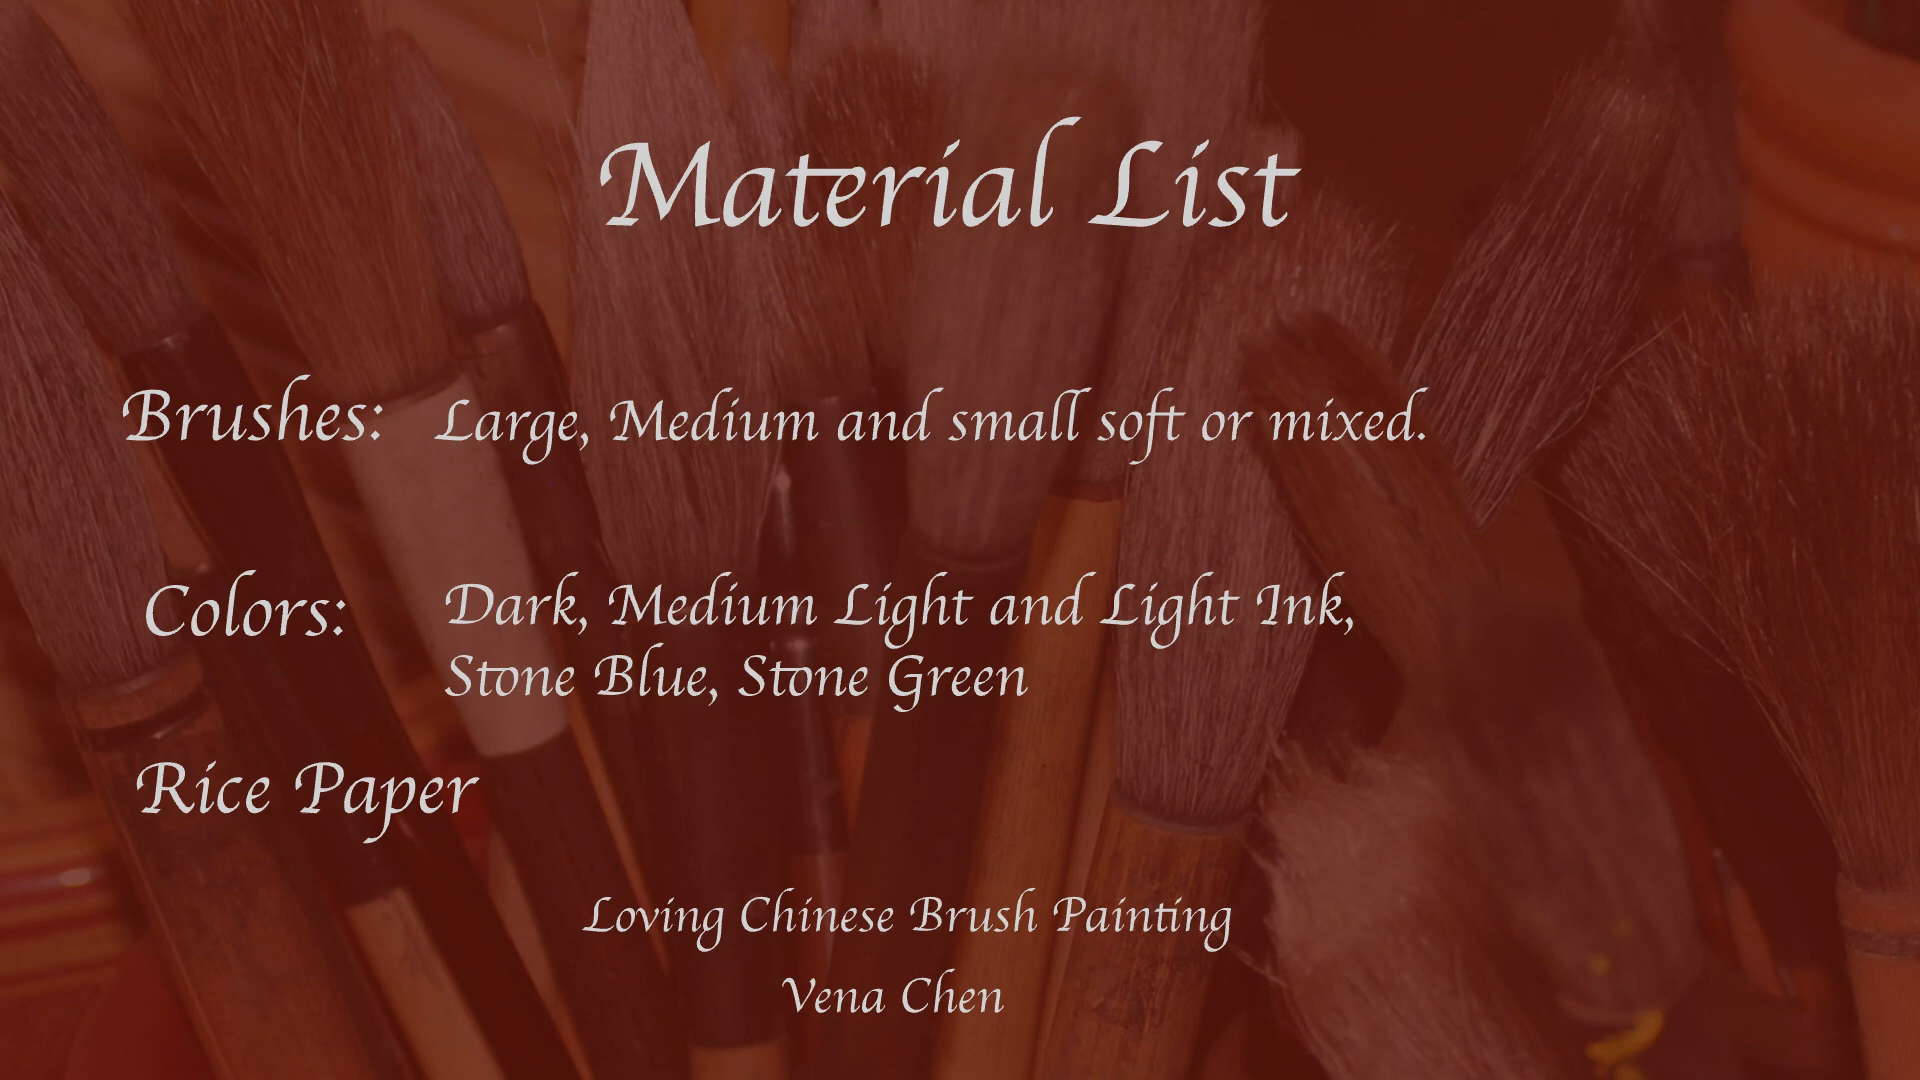 Material List
Brushes: Large, Medium and small soft or mixed.
Colors: Dark, Medium Light and Light Ink,
Stone Blue, Stone Green
Rice Paper
Loving Chinese Brush Painting
Vena Chen